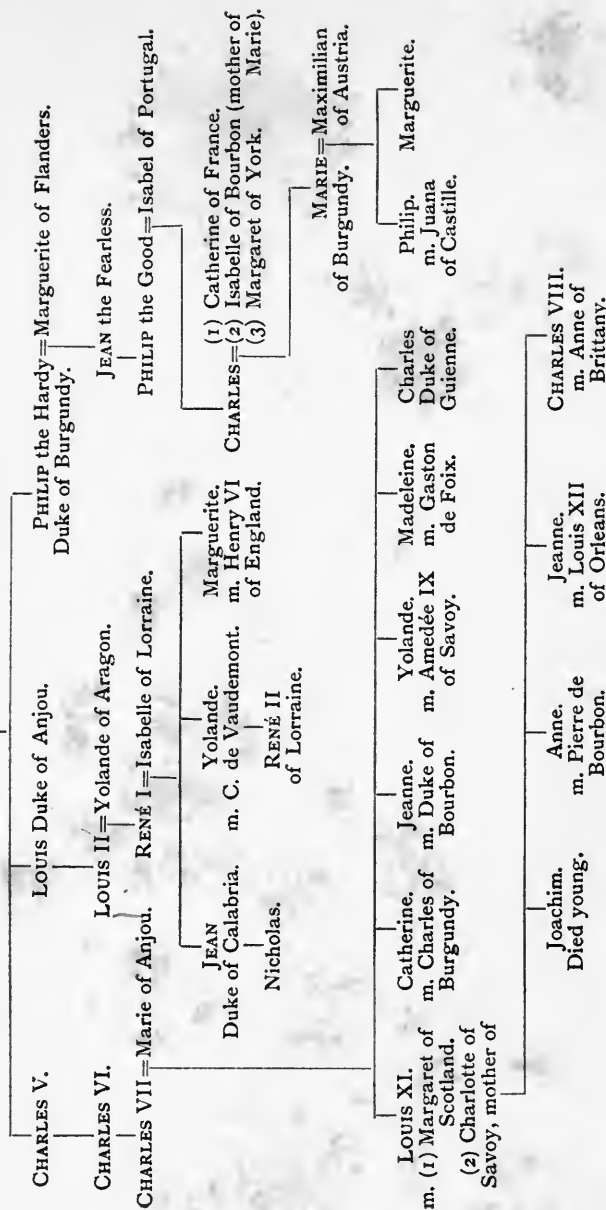 CHARLES V.
CHARLES VI.
CHARLES VII=Marie of Anjou.
LOUIS Duke of Anjou.
LOUIS II=Yolande of Aragon.
RENÉ I=Isabelle of Lorraine.
JEAN
Duke of Calabria.
Nicholas.
Yolande.
m. C. de Vaudemont.
RENÉ II
of Lorraine.
Marguerite.
m. Henry VI
of England.
PHILIP the Hardy=Marguerite of Flanders.
Duke of Burgundy.
JEAN the Fearless.
PHILIP the Good=Isabel of Portugal.
CHARLES=
(1) Catherine of France.
(2) Isabelle of Bourbon (mother of
(3) Margaret of York. Marie).
MARIE=Maximilian
of Burgundy. of Austria.
Philip.
m. Juana
of Castille.
Marguerite.
LOUIS XI.
m. (1) Margaret of
Scotland.
(2) Charlotte of
Savoy, mother of
Catherine.
m. Charles of
Burgundy.
Jeanne.
m. Duke of
Bourbon.
Yolande.
m. Amedée IX
of Savoy.
Madeleine.
m. Gaston
de Foix.
Charles
Duke of
Guienne.
Joachim.
Died young.
Anne.
m. Pierre de
Bourbon.
Jeanne.
m. Louis XII
of Orleans.
CHARLES VIII.
m. Anne of
Brittany.